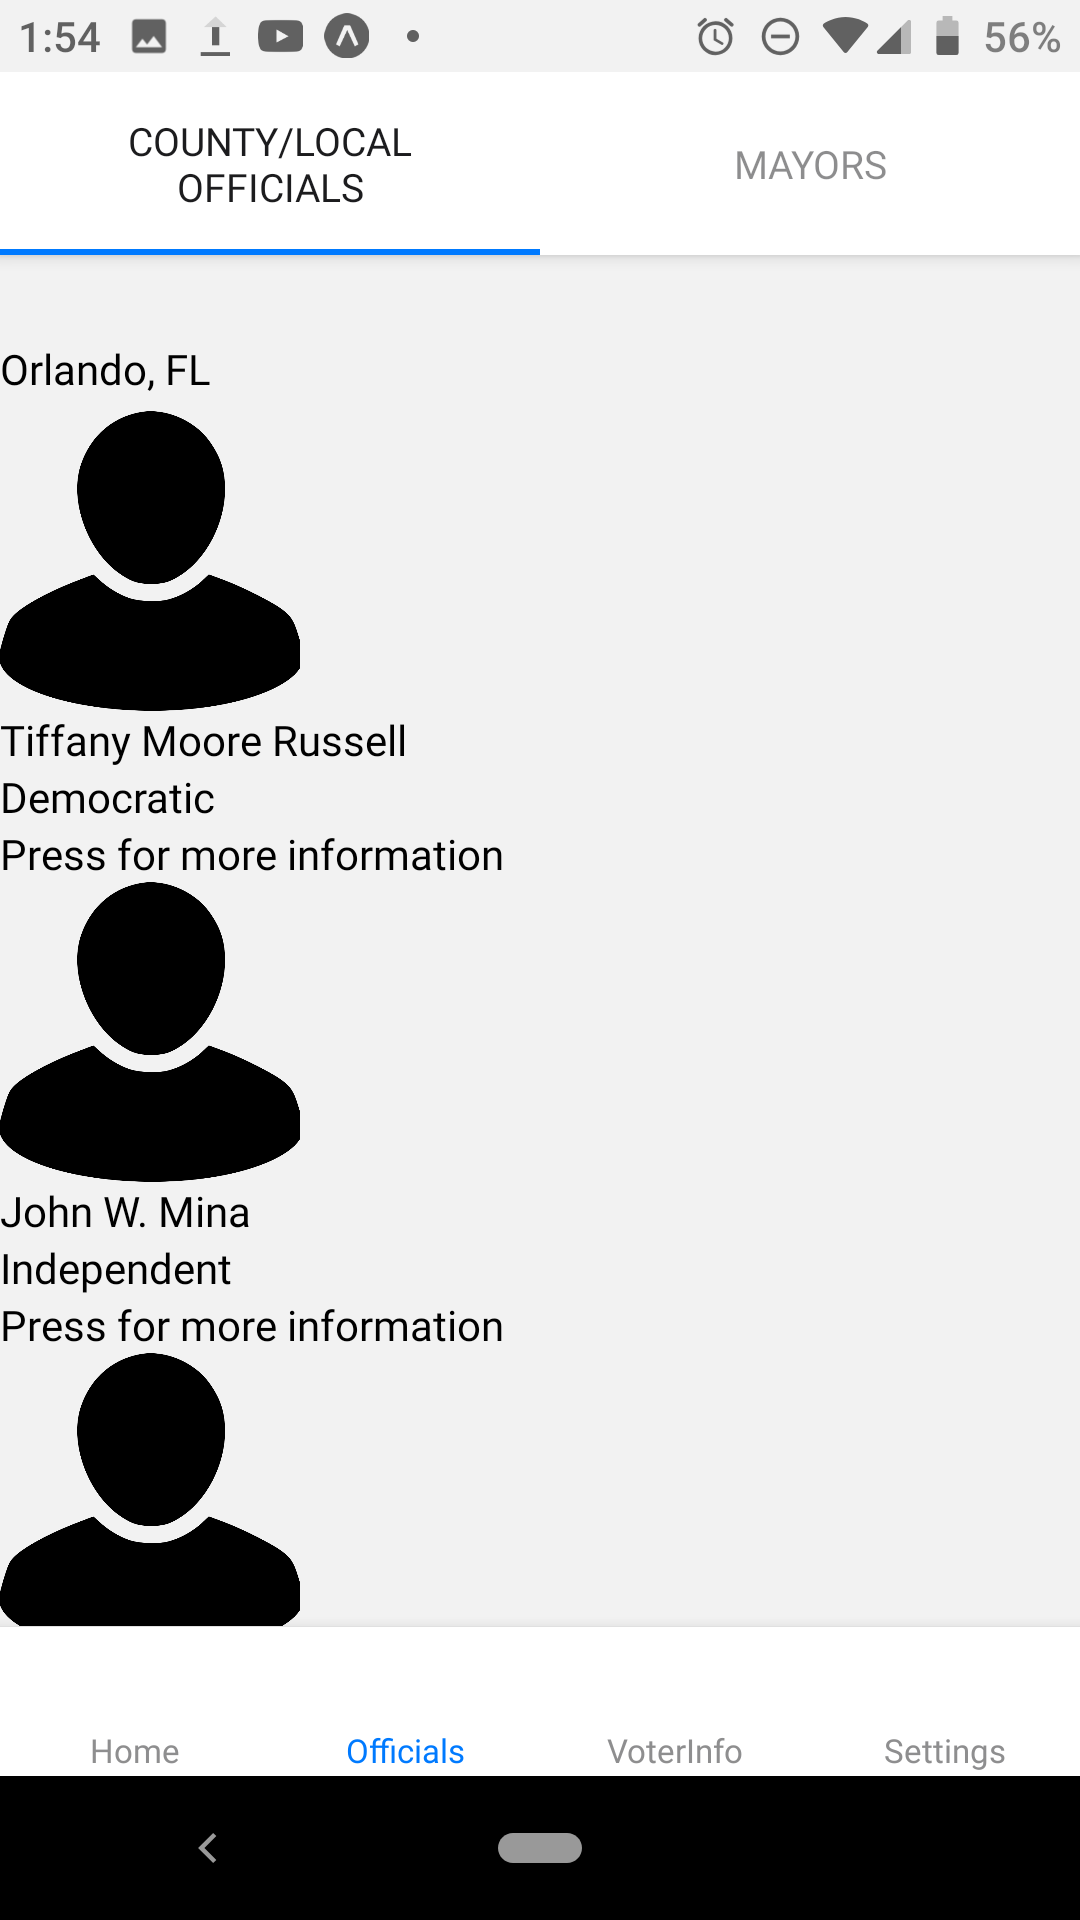 1:54
56%
COUNTY/LOCAL
OFFICIALS
MAYORS
Orlando, FL
Tiffany Moore Russell
Democratic
Press for more information
John W. Mina
Independent
Press for more information
Home
Officials
VoterInfo
Settings